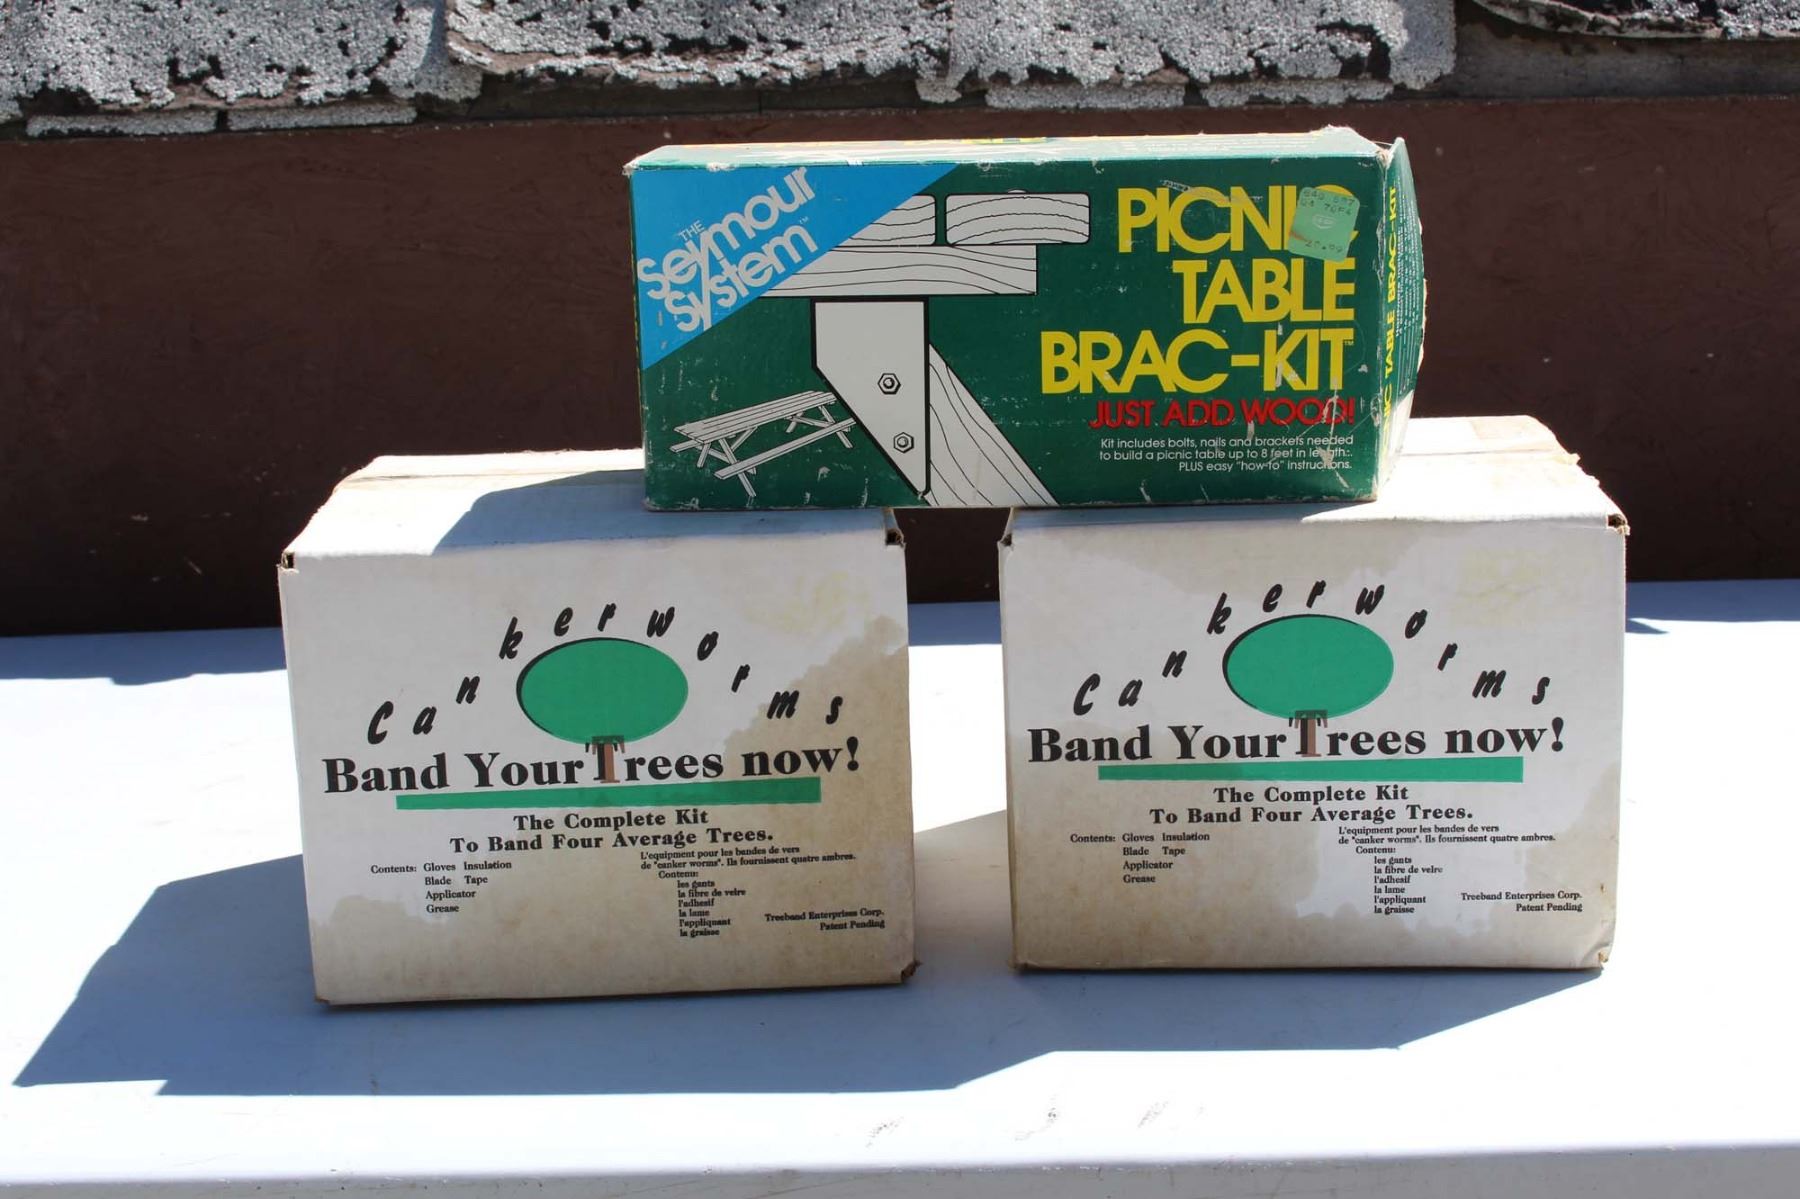 THE
Seymour
System™
PICNIC
TABLE
BRAC-KIT™
JUST ADD WOOD!
Kit includes bolts, nails and brackets needed
to build a picnic table up to 8 feet in length.
PLUS easy "how-to" instructions.
TABLE BRAC-KIT
Cankerworms
Band Your Trees now!
The Complete Kit
To Band Four Average Trees.
Contents: Gloves Insulation
Blade Tape
Applicator
Grease
L'equipment pour les bandes de vers
de "canker worms". Ils fournissent quatre ambres.
Contenu:
les gants
la fibre de veire
l'adhesif
la lame
l'appliquant
la graisse
Treeband Enterprises Corp.
Patent Pending
Cankerworms
Band Your Trees now!
The Complete Kit
To Band Four Average Trees.
Contents: Gloves Insulation
Blade Tape
Applicator
Grease
L'equipment pour les bandes de vers
de "canker worms". Ils fournissent quatre ambres.
Contenu:
les gants
la fibre de veire
l'adhesif
la lame
l'appliquant
la graisse
Treeband Enterprises Corp.
Patent Pending